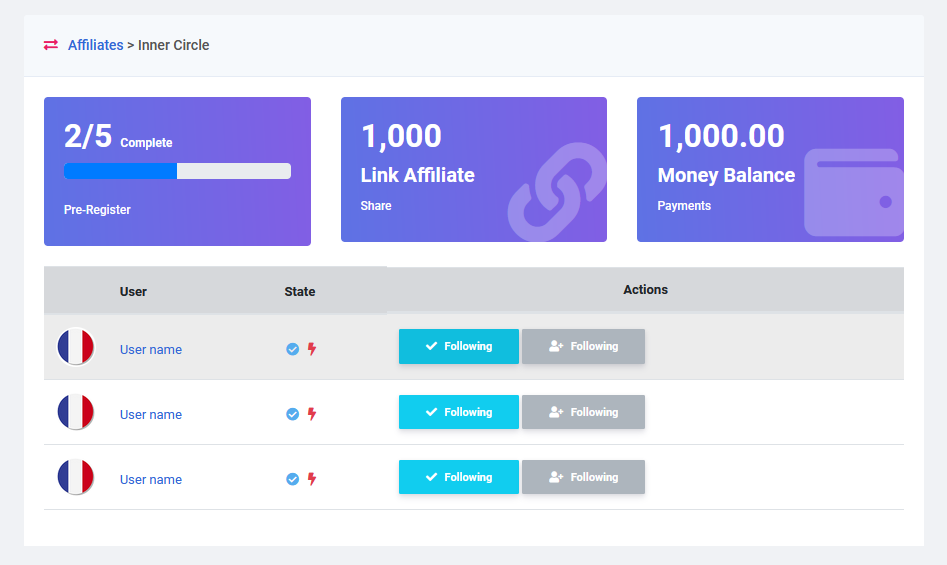 Affiliates > Inner Circle
2/5 Complete
Pre-Register
1,000
Link Affiliate
Share
1,000.00
Money Balance
Payments
User State Actions
User name Following Following
User name Following Following
User name Following Following